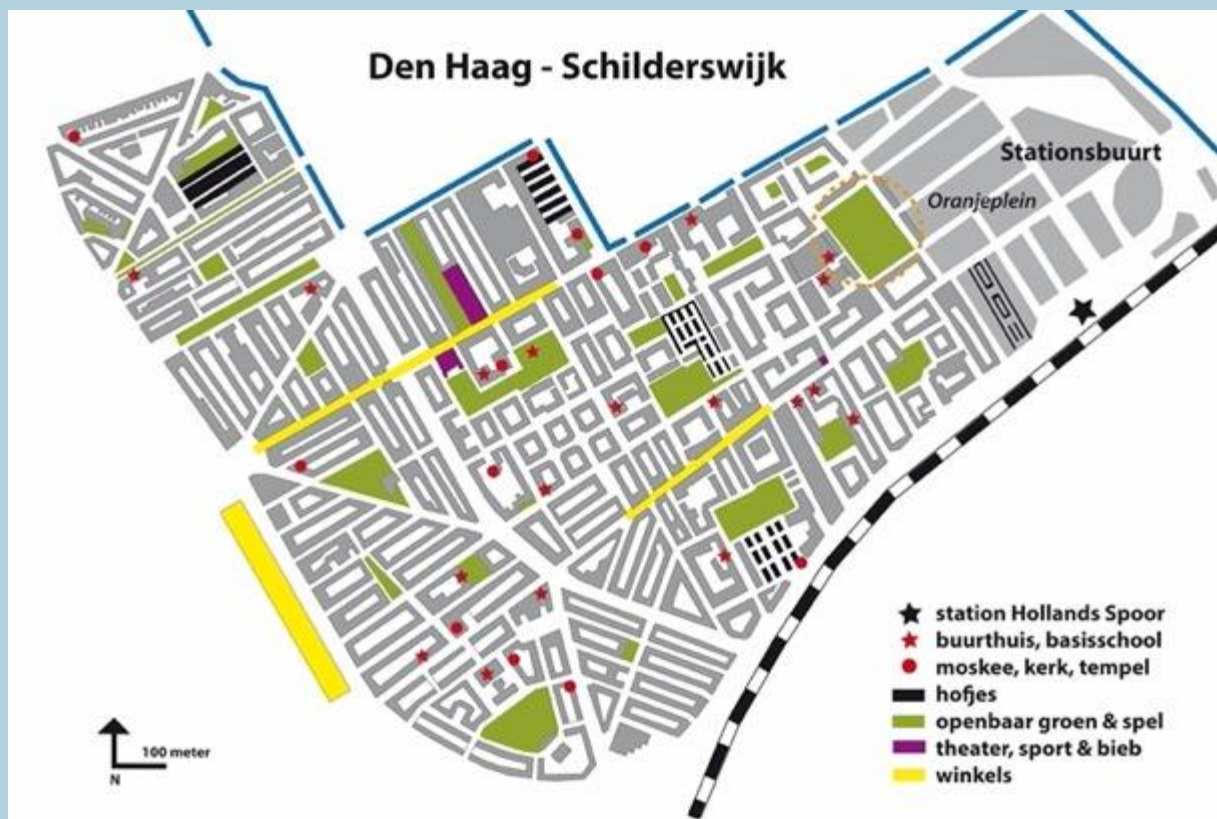 Den Haag - Schilderswijk
Stationsbuurt
Oranjeplein
station Hollands Spoor
buurthuis, basisschool
moskee, kerk, tempel
hofjes
openbaar groen & spel
theater, sport & bieb
winkels
100 meter
N